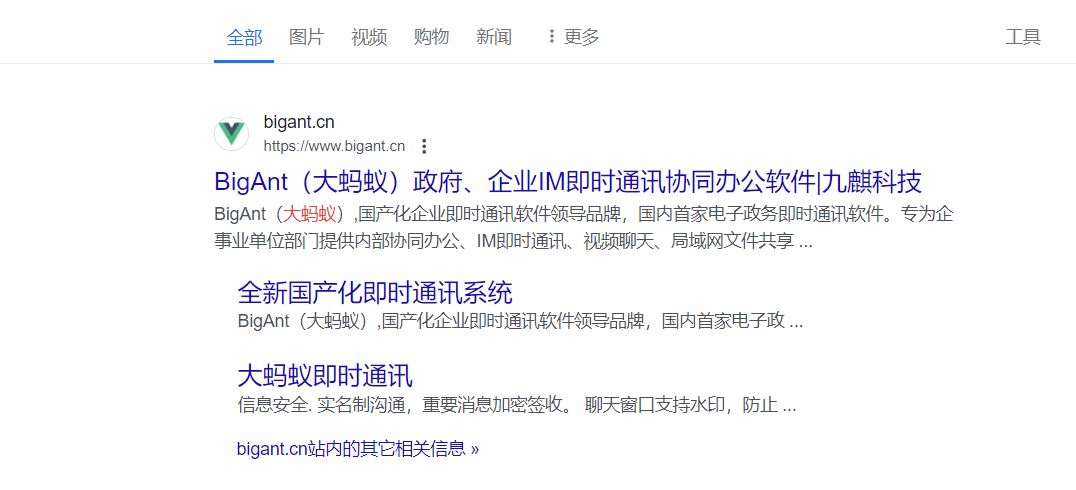 全部 图片 视频 购物 新闻 更多 工具
bigant.cn
https://www.bigant.cn
BigAnt（大蚂蚁）政府、企业IM即时通讯协同办公软件|九麒科技
BigAnt（大蚂蚁）,国产化企业即时通讯软件领导品牌，国内首家电子政务即时通讯软件。专为企
事业单位部门提供内部协同办公、IM即时通讯、视频聊天、局域网文件共享 ...
全新国产化即时通讯系统
BigAnt（大蚂蚁）,国产化企业即时通讯软件领导品牌，国内首家电子政 ...
大蚂蚁即时通讯
信息安全. 实名制沟通，重要消息加密签收。 聊天窗口支持水印，防止 ...
bigant.cn站内的其它相关信息 »